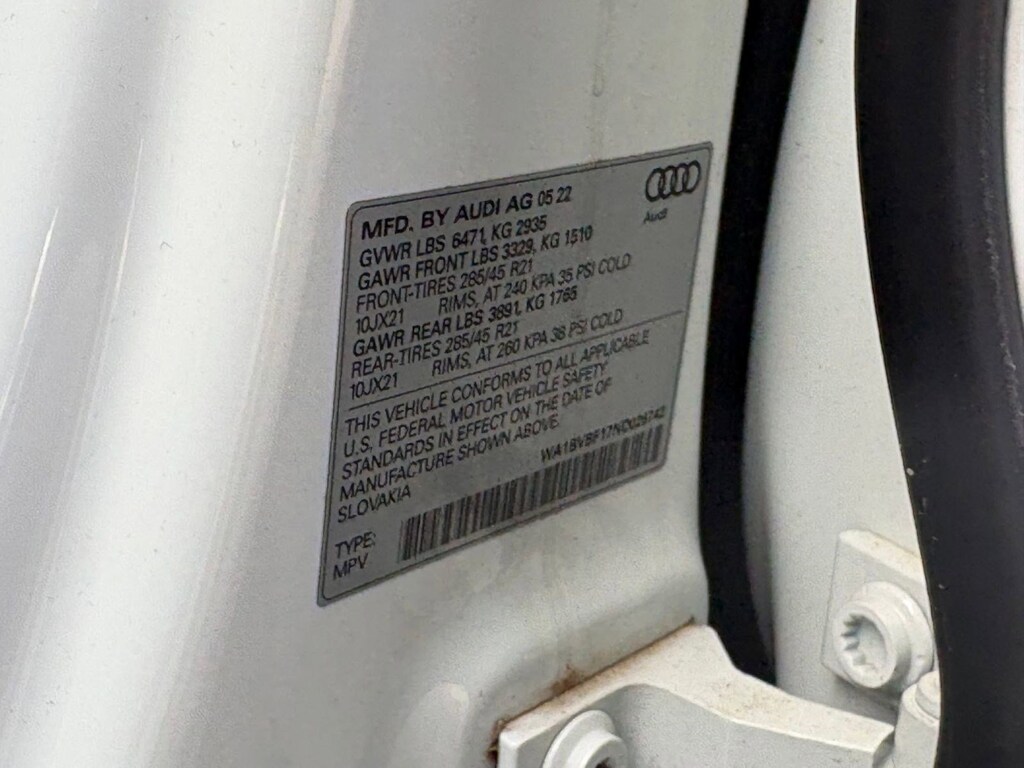 MFD. BY AUDI AG 05 22
Audi
GVWR LBS 6471, KG 2935
GAWR FRONT LBS 3329, KG 1510
FRONT-TIRES 285/45 R21
10JX21 RIMS, AT 240 KPA 35 PSI COLD
GAWR REAR LBS 3891, KG 1765
REAR-TIRES 285/45 R21
10JX21 RIMS, AT 260 KPA 38 PSI COLD
THIS VEHICLE CONFORMS TO ALL APPLICABLE
U.S. FEDERAL MOTOR VEHICLE SAFETY
STANDARDS IN EFFECT ON THE DATE OF
MANUFACTURE SHOWN ABOVE.
SLOVAKIA
WA1BVBF17ND026742
TYPE:
MPV